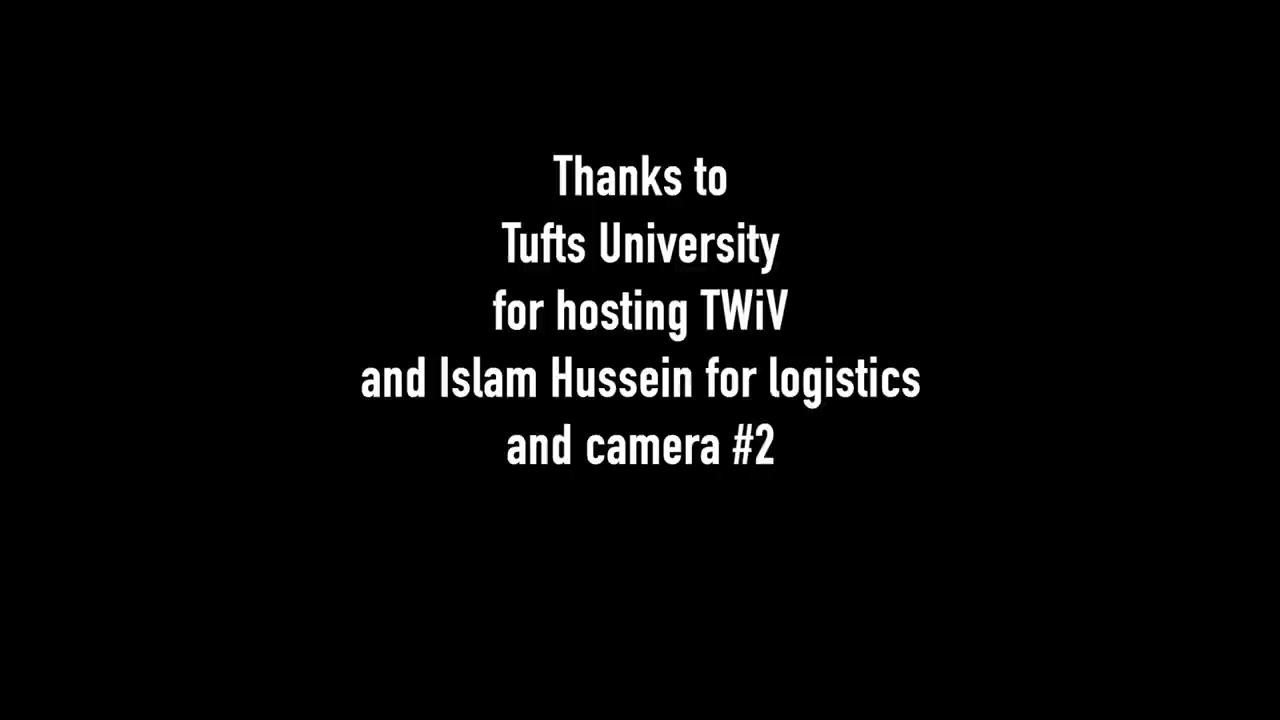 Thanks to
Tufts University
for hosting TWiV
and Islam Hussein for logistics
and camera #2